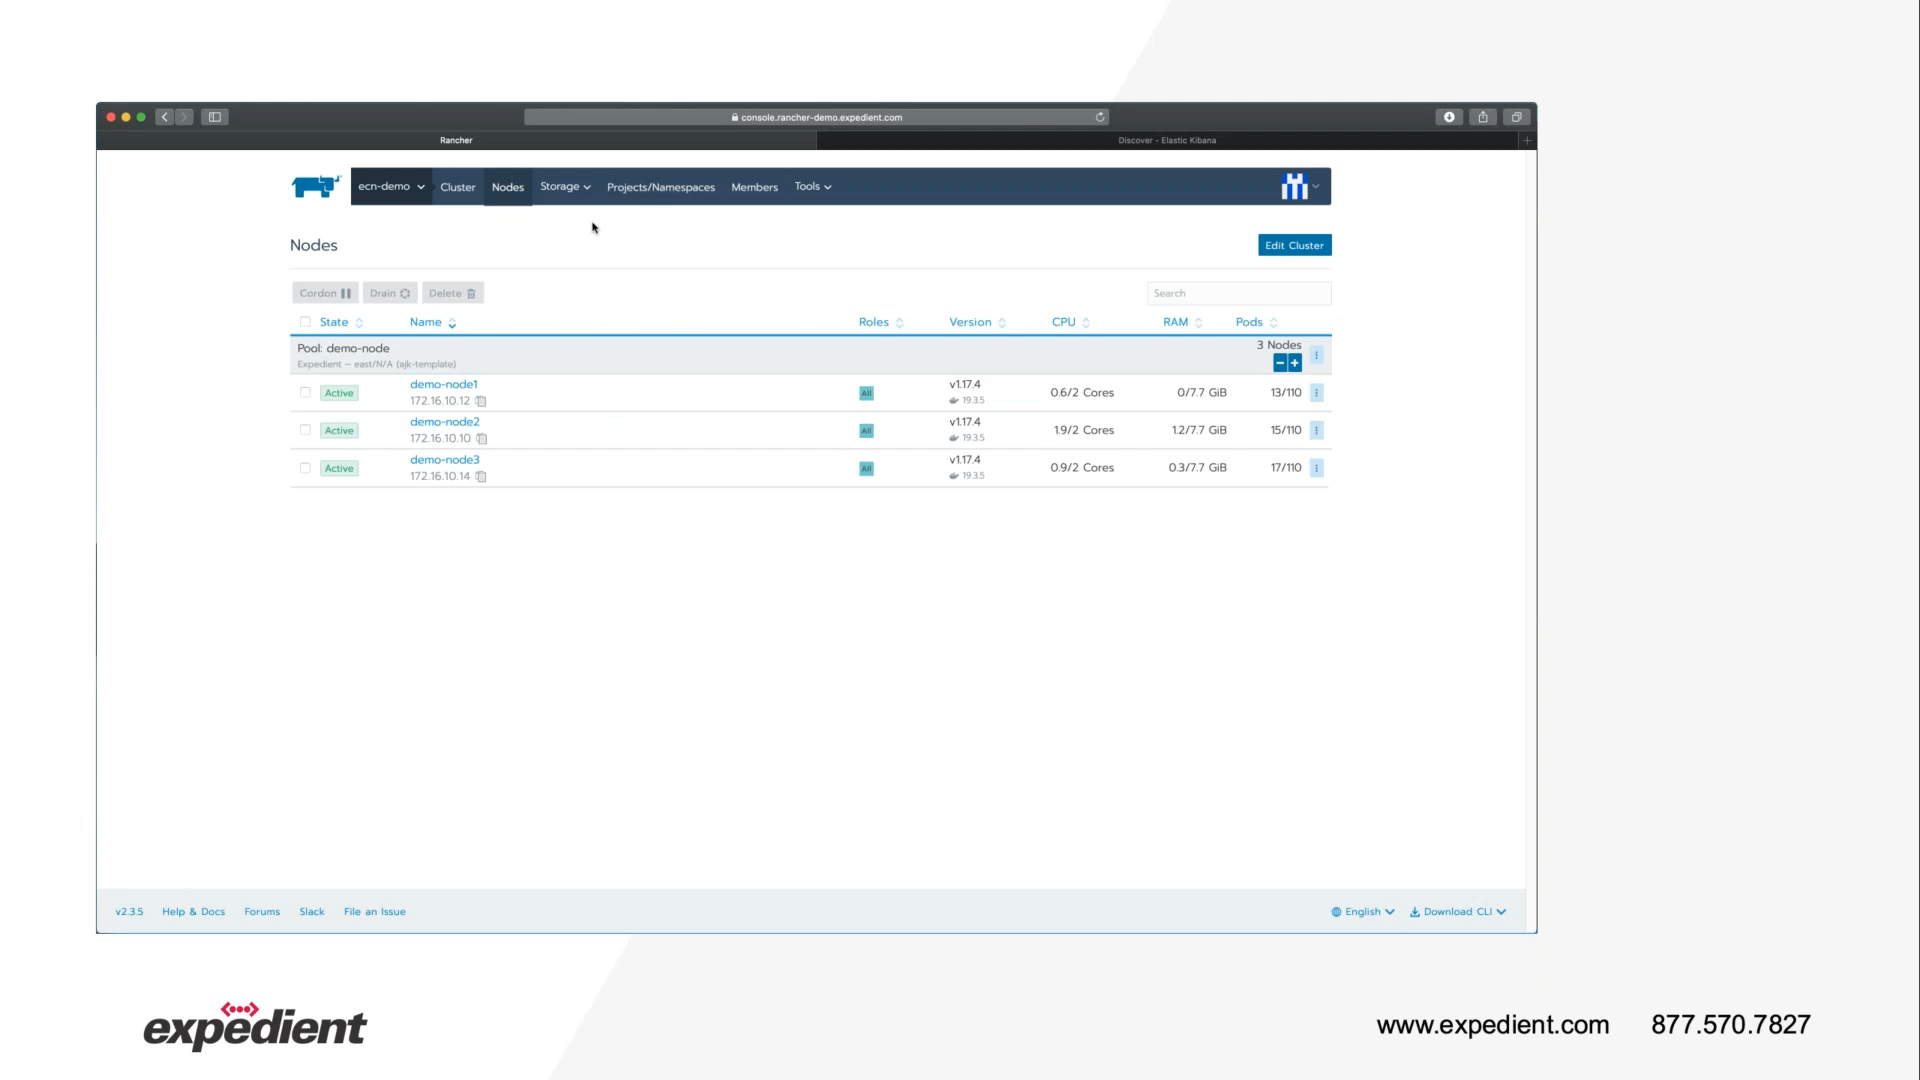 console.rancher-demo.expedient.com
Rancher
Discover - Elastic Kibana
ecn-demo Cluster Nodes Storage Projects/Namespaces Members Tools
Nodes
Edit Cluster
Cordon Drain Delete
Search
State Name Roles Version CPU RAM Pods
Pool: demo-node
3 Nodes
Expedient – east/N/A (ajk-template)
Active demo-node1 All v1.17.4 0.6/2 Cores 0/7.7 GiB 13/110
172.16.10.12 19.3.5
Active demo-node2 All v1.17.4 1.9/2 Cores 1.2/7.7 GiB 15/110
172.16.10.10 19.3.5
Active demo-node3 All v1.17.4 0.9/2 Cores 0.3/7.7 GiB 17/110
172.16.10.14 19.3.5
v2.3.5 Help & Docs Forums Slack File an Issue English Download CLI
expedient
www.expedient.com 877.570.7827